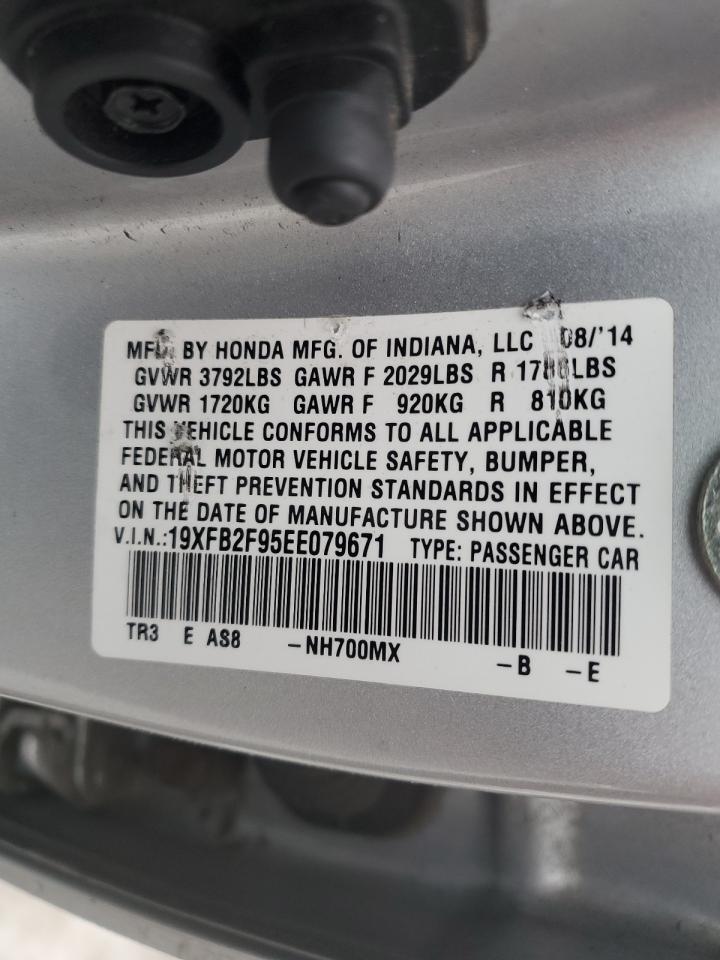 MFD. BY HONDA MFG. OF INDIANA, LLC 08/'14
GVWR 3792LBS GAWR F 2029LBS R
GVWR 1720KG GAWR F 920KG R 810KG
THIS VEHICLE CONFORMS TO ALL APPLICABLE
FEDERAL MOTOR VEHICLE SAFETY, BUMPER,
AND THEFT PREVENTION STANDARDS IN EFFECT
ON THE DATE OF MANUFACTURE SHOWN ABOVE.
V.I.N.:19XFB2F95EE079671 TYPE: PASSENGER CAR
TR3 E AS8 -NH700MX -B -E